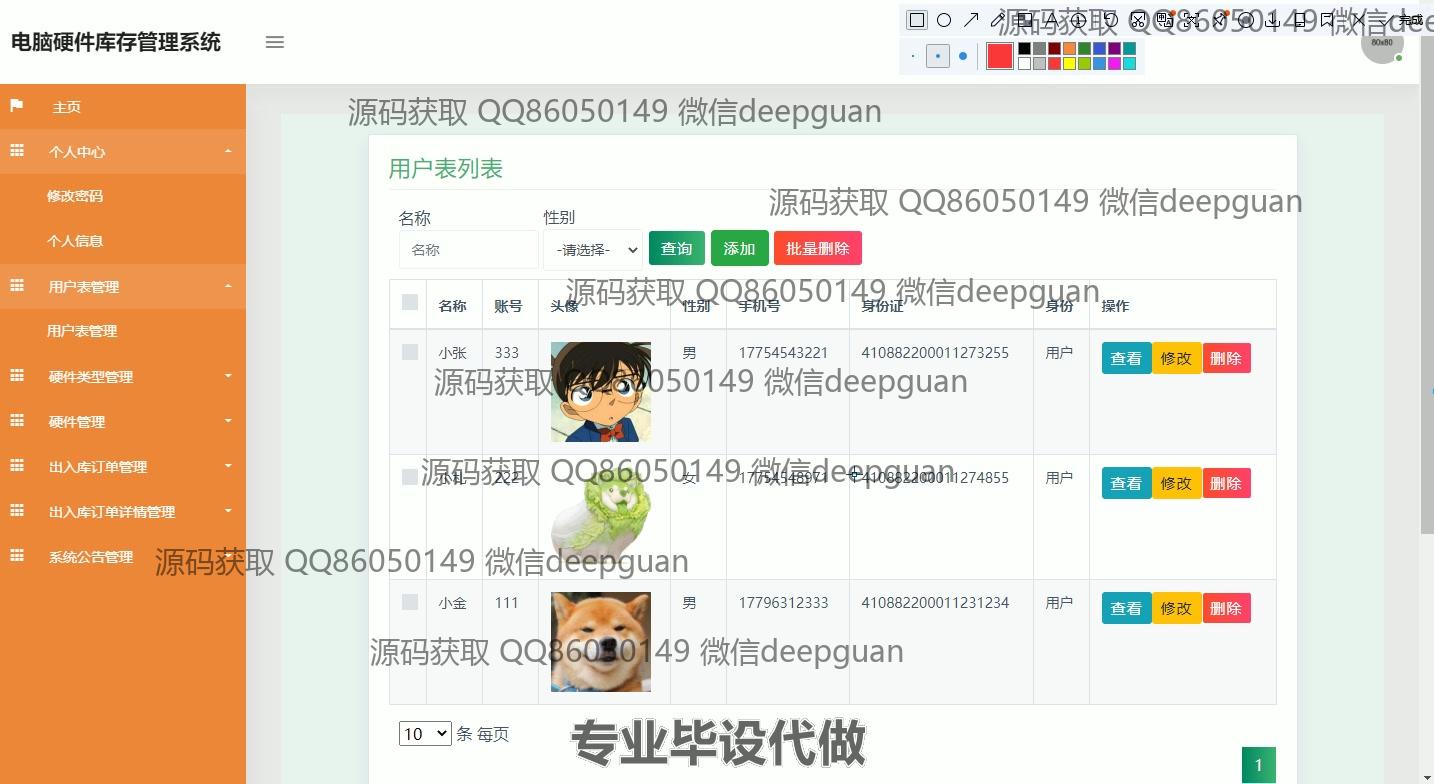 电脑硬件库存管理系统
源码获取 QQ86050149 微信deepguan
完成
80x80
主页
个人中心
修改密码
个人信息
用户表管理
用户表管理
硬件类型管理
硬件管理
出入库订单管理
出入库订单详情管理
系统公告管理
源码获取 QQ86050149 微信deepguan
用户表列表
源码获取 QQ86050149 微信deepguan
名称 性别
名称 -请选择- 查询 添加 批量删除
源码获取 QQ86050149 微信deepguan
名称 账号 头像 性别 手机号 身份证 身份 操作
小张 333 男 17754543221 410882200011273255 用户 查看 修改 删除
源码获取 QQ86050149 微信deepguan
源码获取 QQ86050149 微信deepguan
小礼 222 女 17754548971 410882200011274855 用户 查看 修改 删除
源码获取 QQ86050149 微信deepguan
小金 111 男 17796312333 410882200011231234 用户 查看 修改 删除
源码获取 QQ86050149 微信deepguan
10 条 每页
专业毕设代做
1